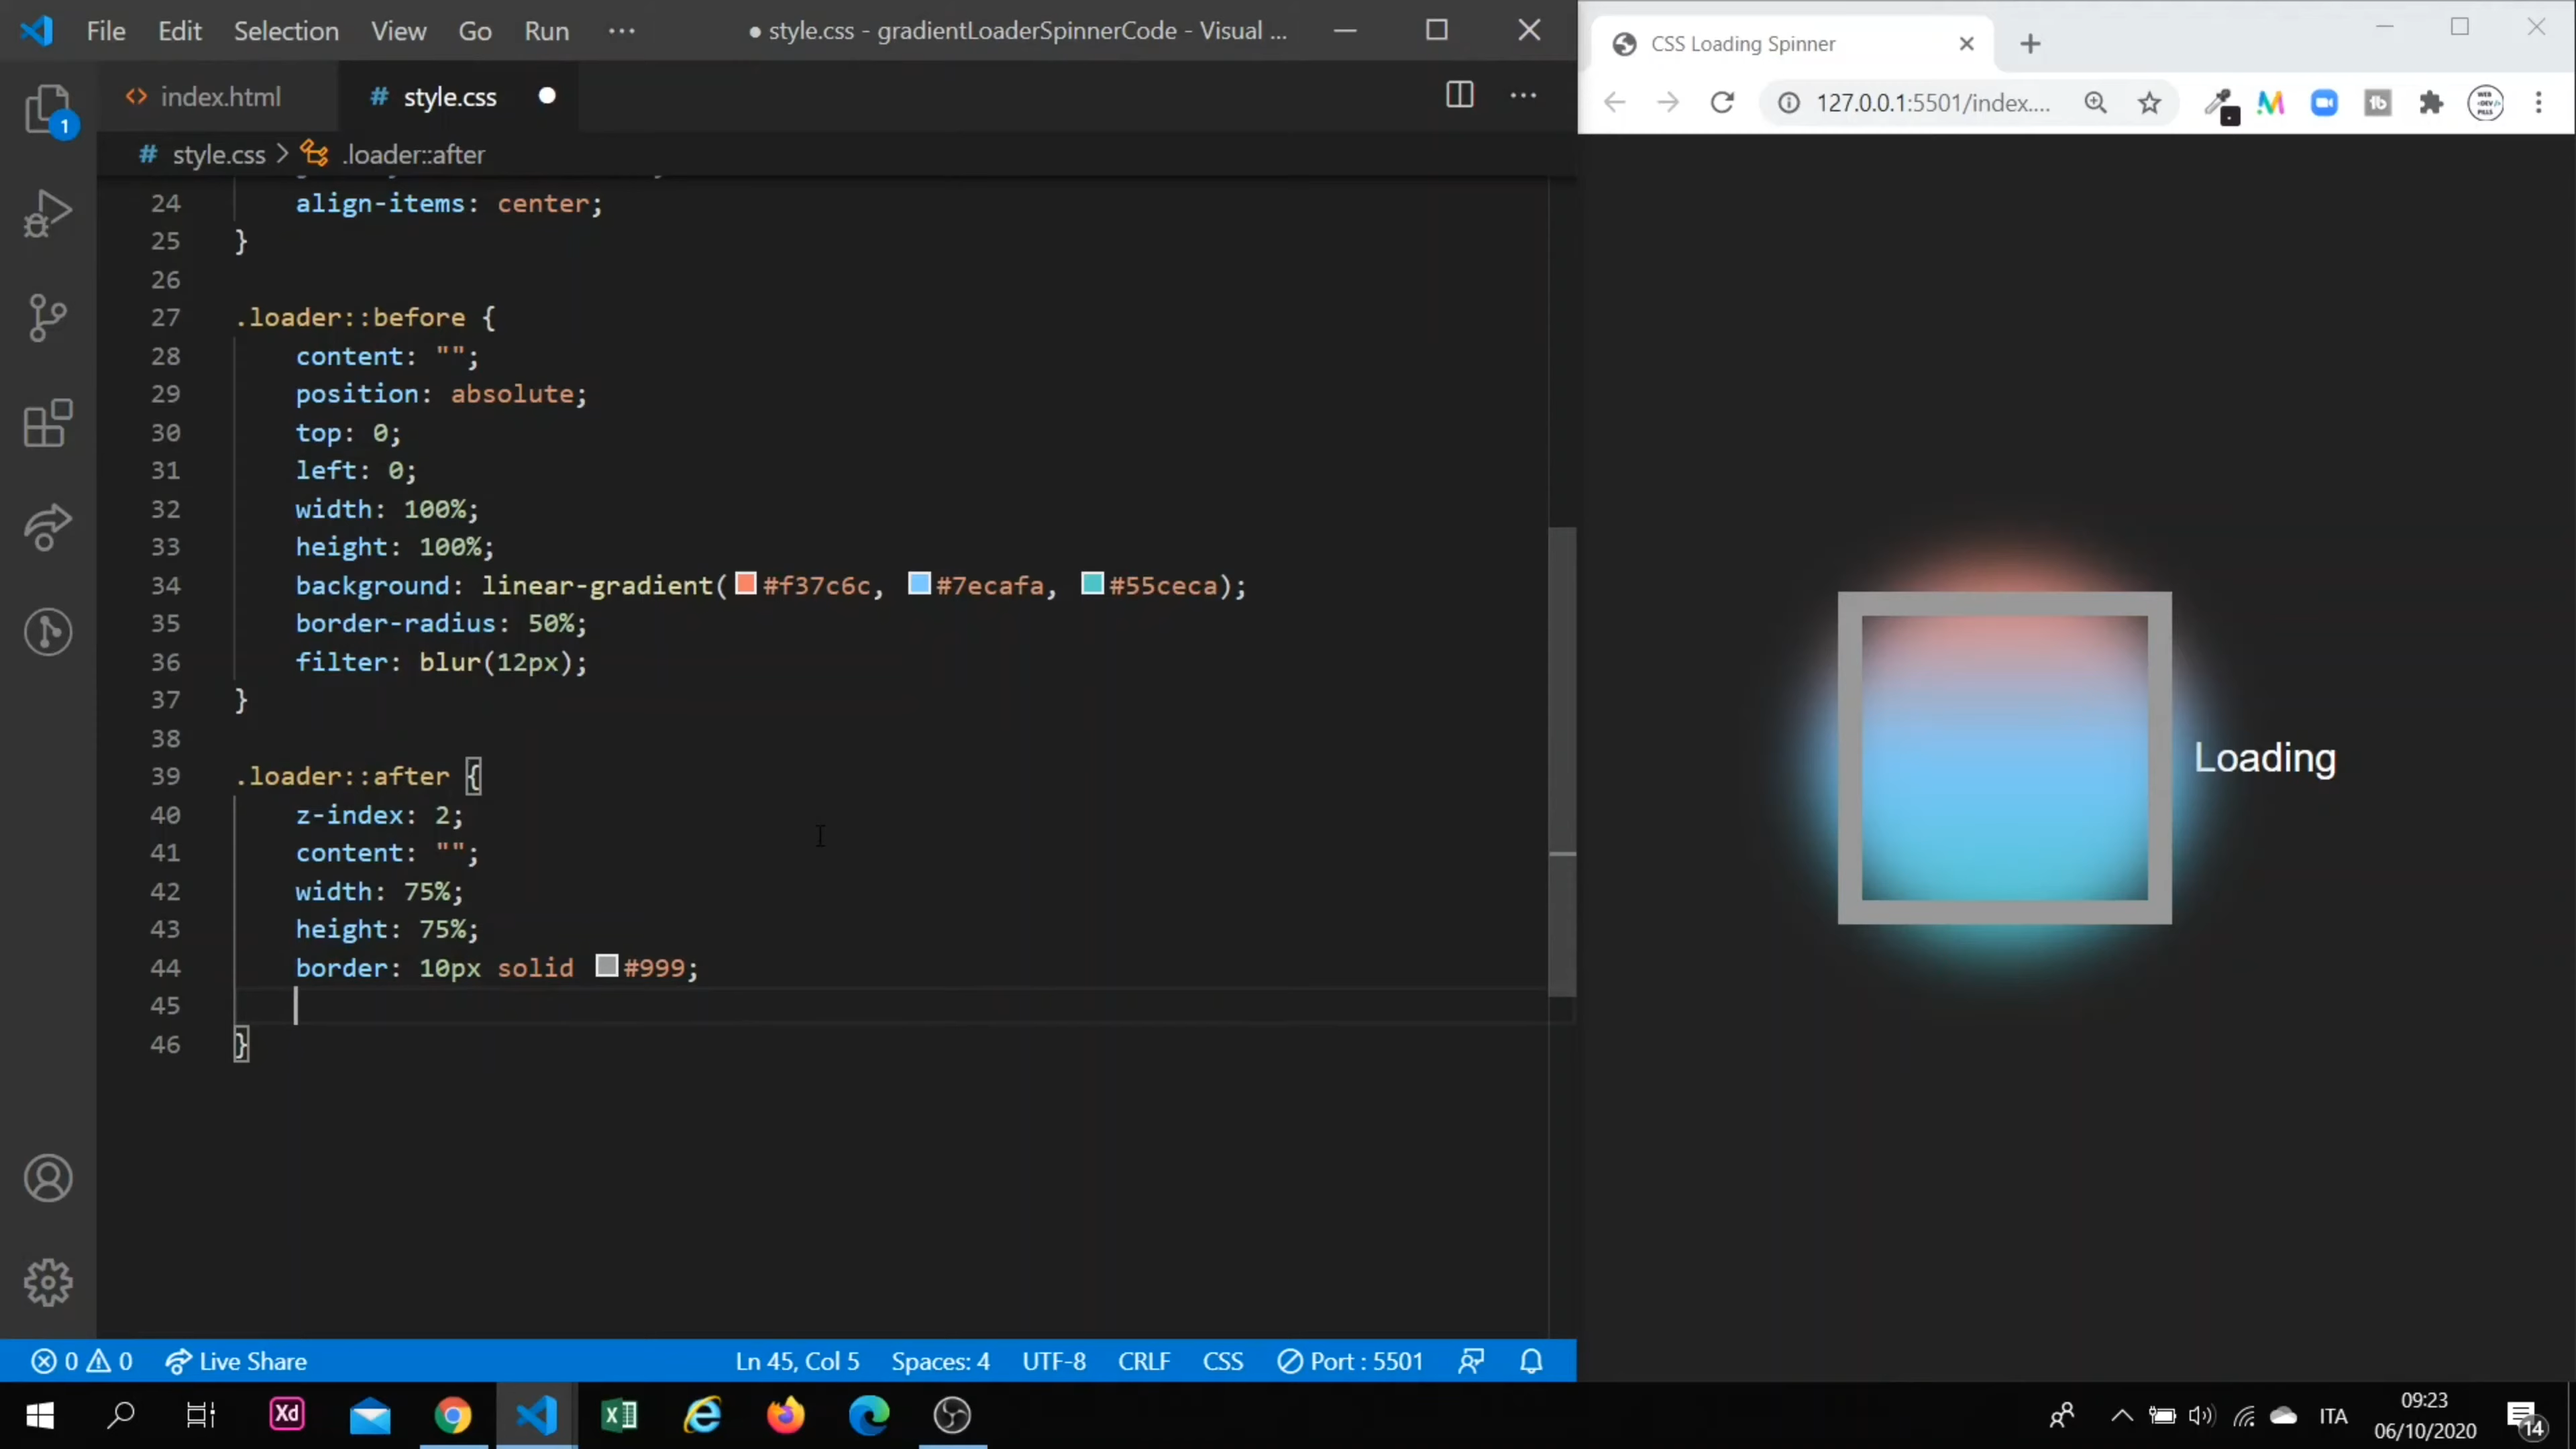 File Edit Selection View Go Run ··· ● style.css - gradientLoaderSpinnerCode - Visual ...
CSS Loading Spinner
127.0.0.1:5501/index....
index.html
# style.css
1
# style.css > .loader::after
24 align-items: center;
25 }
26
27 .loader::before {
28 content: "";
29 position: absolute;
30 top: 0;
31 left: 0;
32 width: 100%;
33 height: 100%;
34 background: linear-gradient(#f37c6c, #7ecafa, #55ceca);
35 border-radius: 50%;
36 filter: blur(12px);
37 }
38
39 .loader::after {
40 z-index: 2;
41 content: "";
42 width: 75%;
43 height: 75%;
44 border: 10px solid #999;
45
46 }
Loading
0 0 Live Share Ln 45, Col 5 Spaces: 4 UTF-8 CRLF CSS Port : 5501
Xd
ITA
09:23
06/10/2020
14